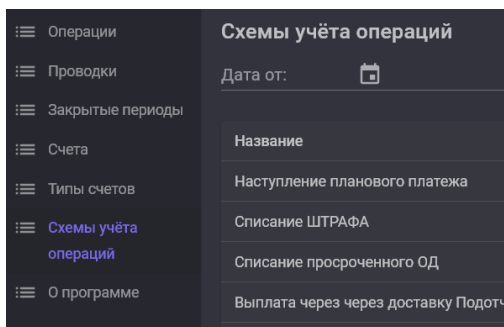 Операции
Проводки
Закрытые периоды
Счета
Типы счетов
Схемы учёта
операций
О программе
Схемы учёта операций
Дата от:
Название
Наступление планового платежа
Списание ШТРАФА
Списание просроченного ОД
Выплата через через доставку Подотч